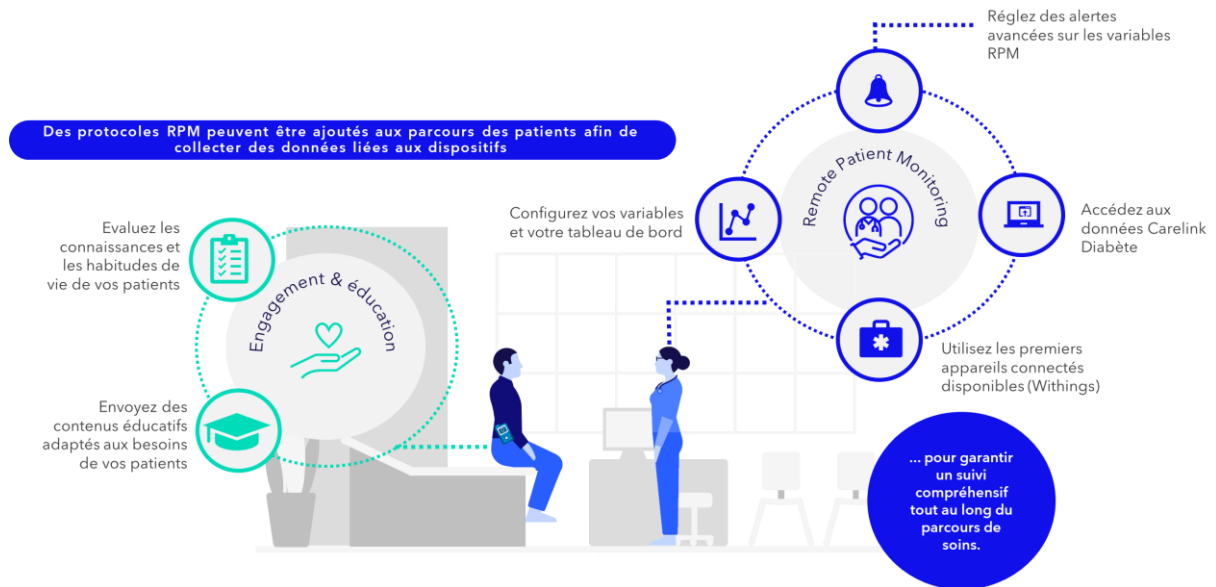 Réglez des alertes
avancées sur les variables
RPM
Des protocoles RPM peuvent être ajoutés aux parcours des patients afin de
collecter des données liées aux dispositifs
Remote Patient Monitoring
Configurez vos variables
et votre tableau de bord
Accédez aux
données Carelink
Diabète
Evaluez les
connaissances et
les habitudes de
vie de vos patients
Engagement & éducation
Utilisez les premiers
appareils connectés
disponibles (Withings)
Envoyez des
contenus éducatifs
adaptés aux besoins
de vos patients
... pour garantir
un suivi
compréhensif
tout au long du
parcours de
soins.